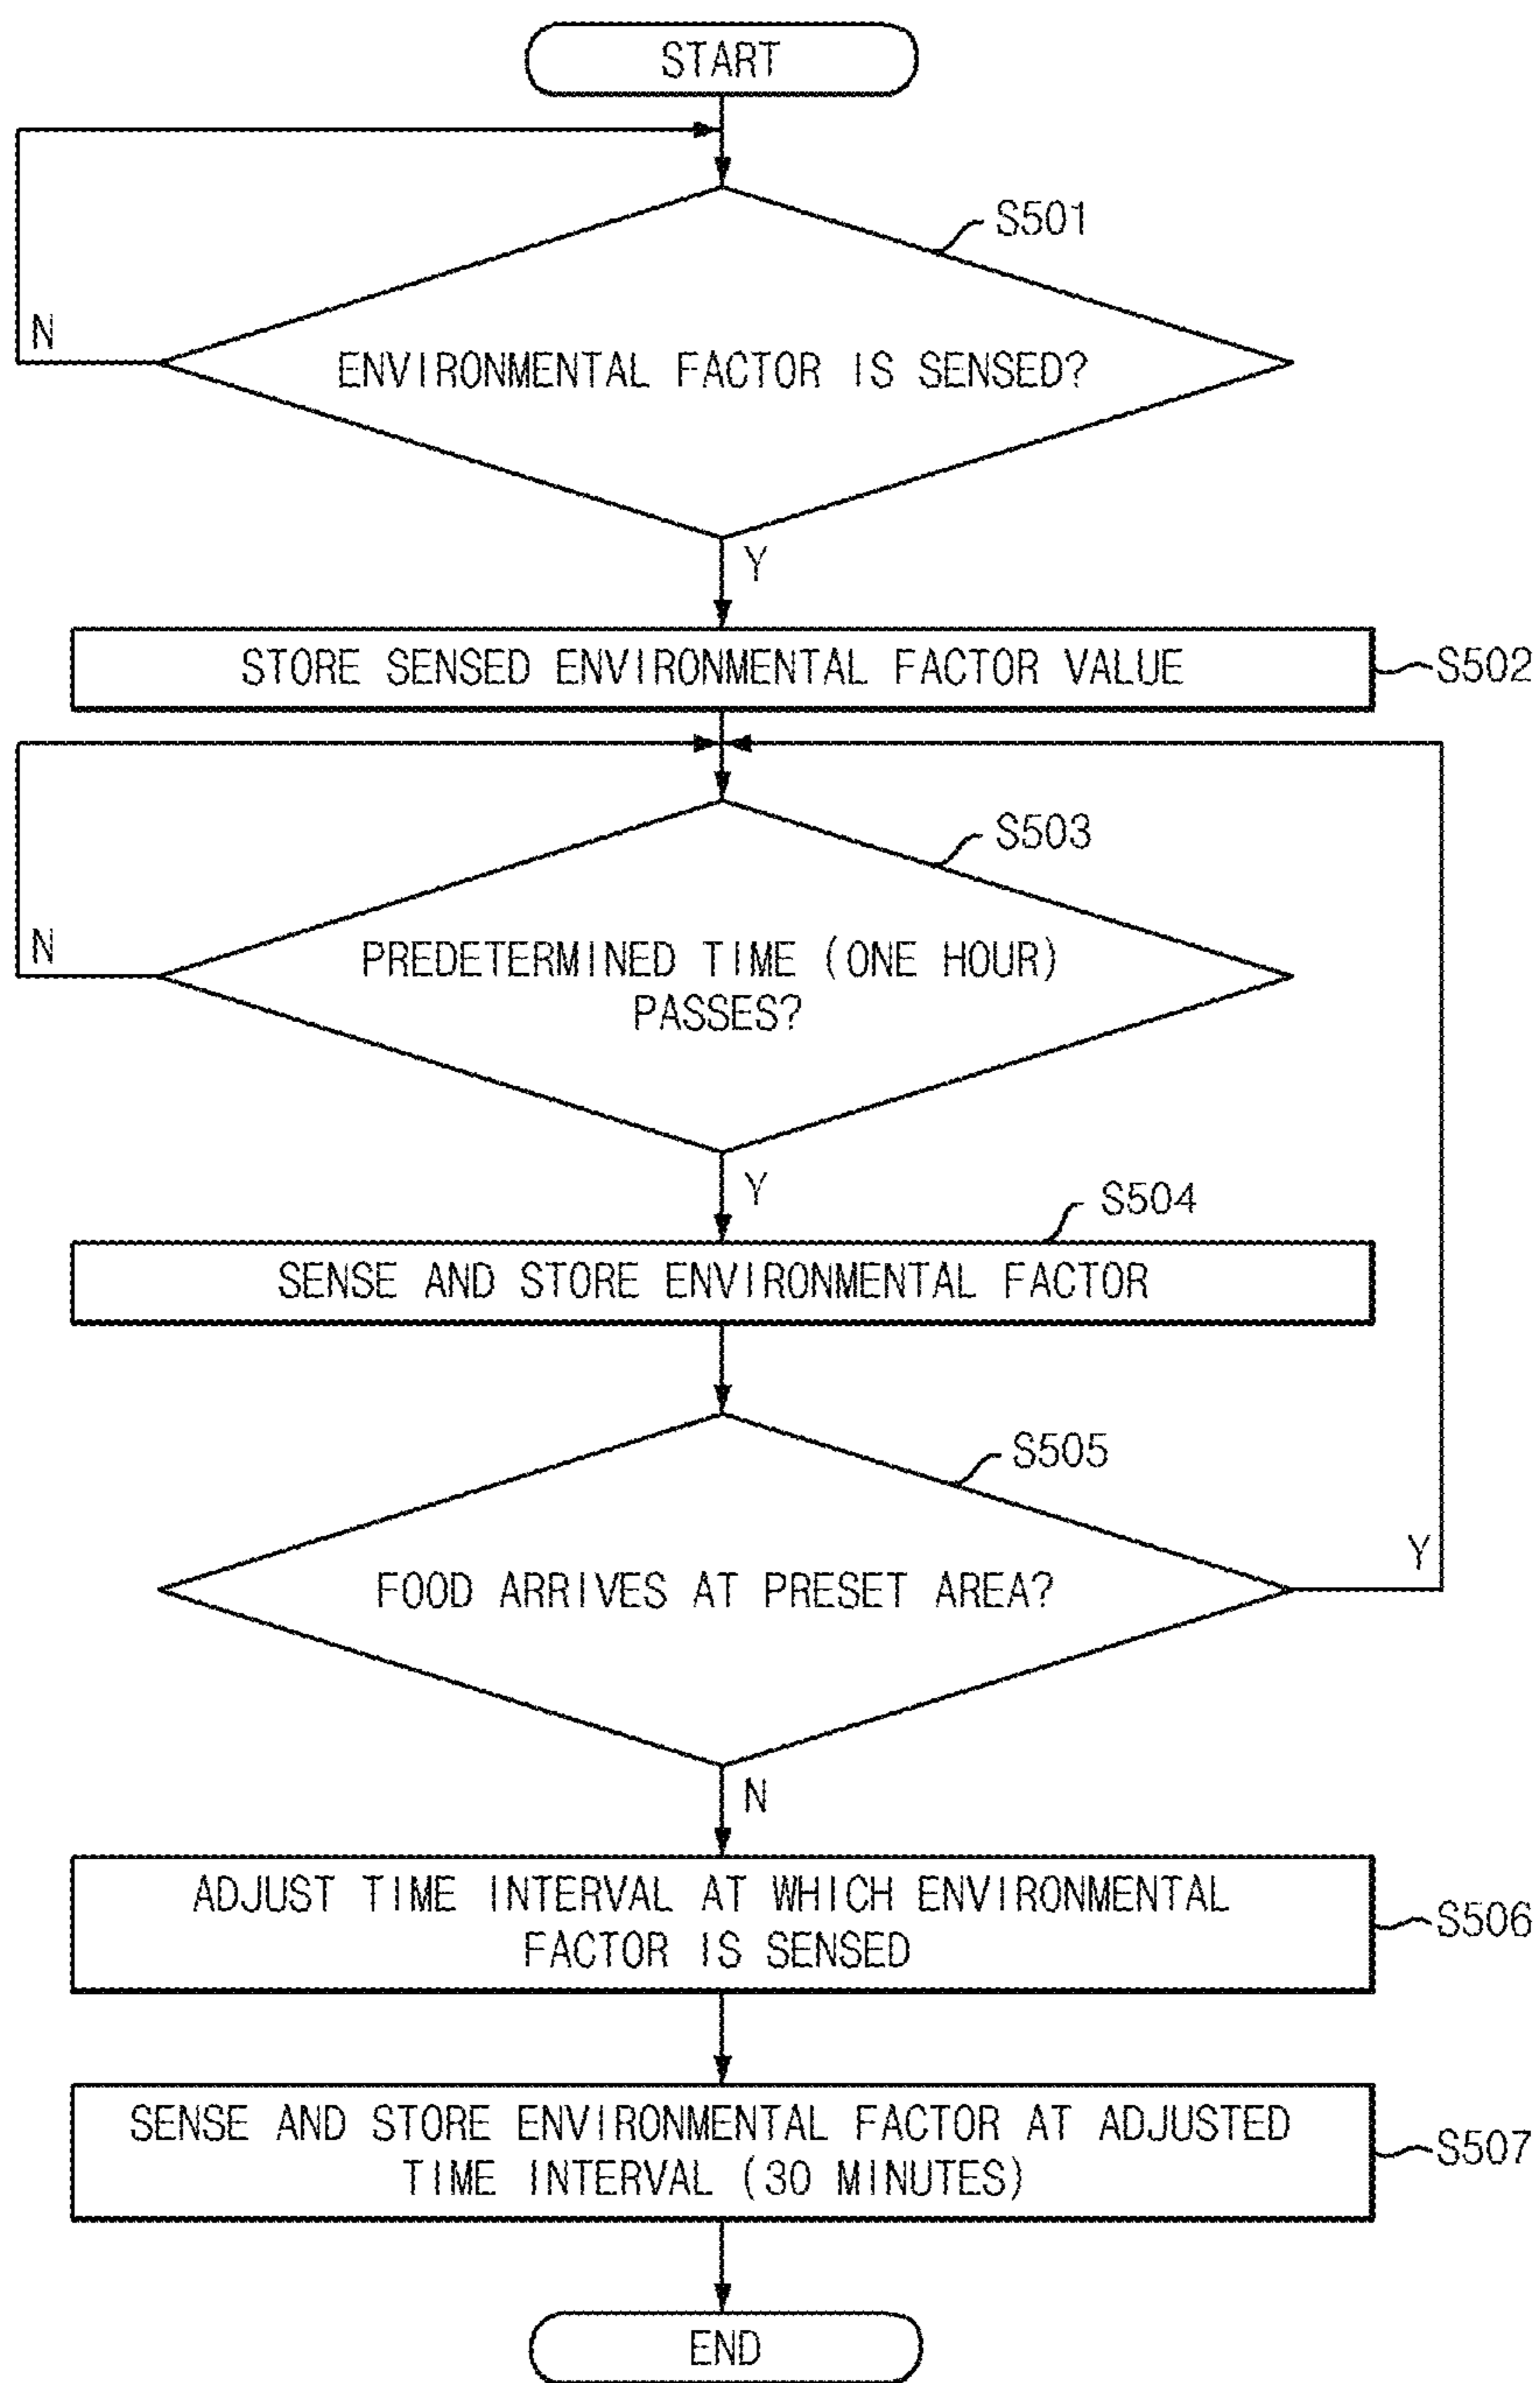 START
S501
N
ENVIRONMENTAL FACTOR IS SENSED?
Y
STORE SENSED ENVIRONMENTAL FACTOR VALUE
S502
S503
N
PREDETERMINED TIME (ONE HOUR)
PASSES?
Y
S504
SENSE AND STORE ENVIRONMENTAL FACTOR
S505
Y
FOOD ARRIVES AT PRESET AREA?
N
ADJUST TIME INTERVAL AT WHICH ENVIRONMENTAL
FACTOR IS SENSED
S506
SENSE AND STORE ENVIRONMENTAL FACTOR AT ADJUSTED
TIME INTERVAL (30 MINUTES)
S507
END